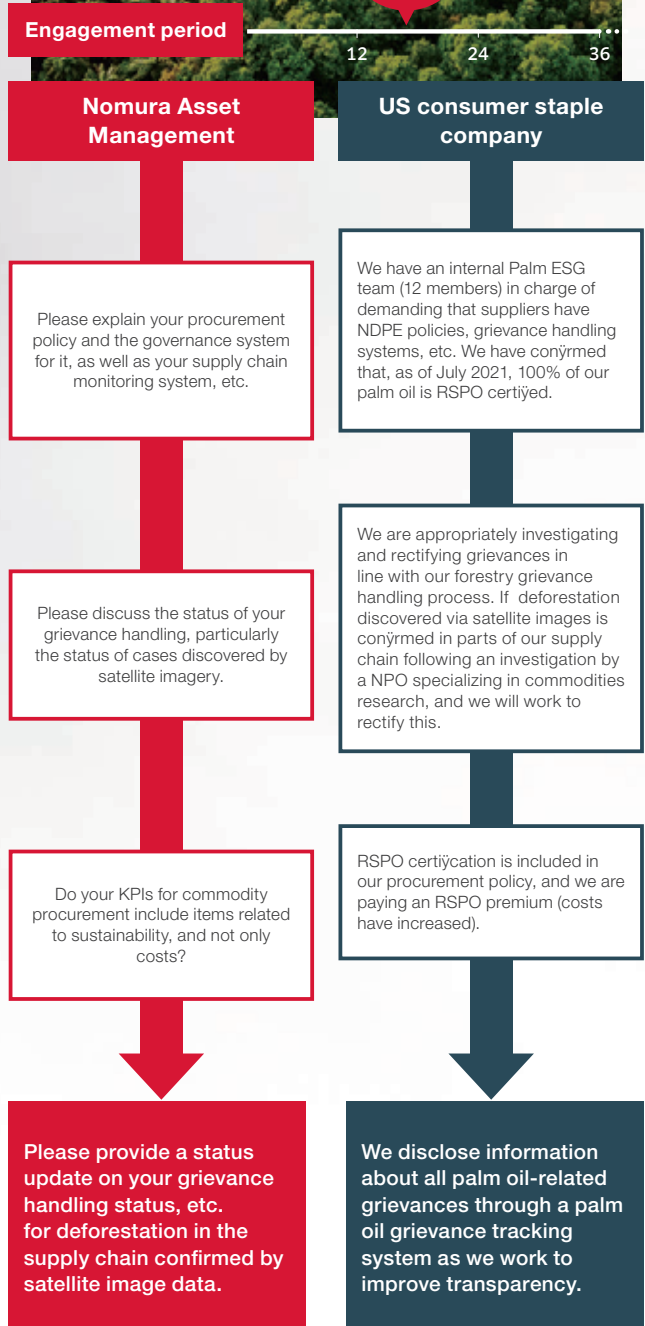 Engagement period
12 24 36
Nomura Asset
Management
US consumer staple
company
Please explain your procurement
policy and the governance system
for it, as well as your supply chain
monitoring system, etc.
We have an internal Palm ESG
team (12 members) in charge of
demanding that suppliers have
NDPE policies, grievance handling
systems, etc. We have conÿrmed
that, as of July 2021, 100% of our
palm oil is RSPO certiÿed.
Please discuss the status of your
grievance handling, particularly
the status of cases discovered by
satellite imagery.
We are appropriately investigating
and rectifying grievances in
line with our forestry grievance
handling process. If deforestation
discovered via satellite images is
conÿrmed in parts of our supply
chain following an investigation by
a NPO specializing in commodities
research, and we will work to
rectify this.
Do your KPIs for commodity
procurement include items related
to sustainability, and not only
costs?
RSPO certiÿcation is included in
our procurement policy, and we are
paying an RSPO premium (costs
have increased).
Please provide a status
update on your grievance
handling status, etc.
for deforestation in the
supply chain confirmed by
satellite image data.
We disclose information
about all palm oil-related
grievances through a palm
oil grievance tracking
system as we work to
improve transparency.